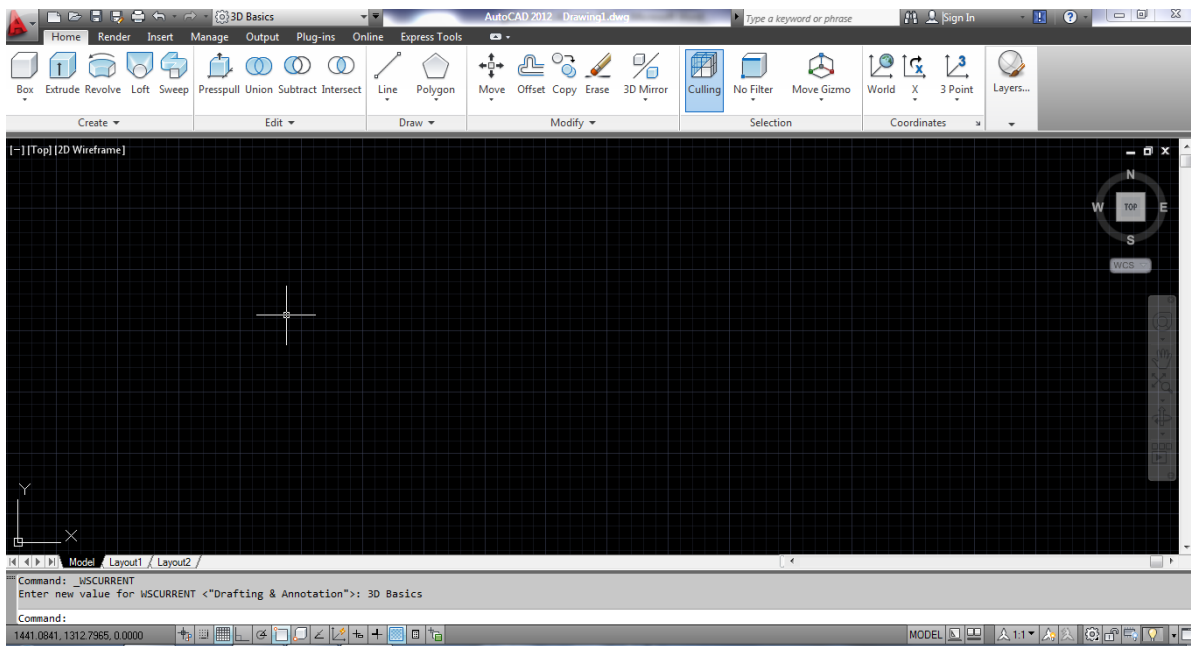 3D Basics AutoCAD 2012 Drawing1.dwg Type a keyword or phrase Sign In
Home Render Insert Manage Output Plug-ins Online Express Tools
Box Extrude Revolve Loft Sweep Presspull Union Subtract Intersect Line Polygon Move Offset Copy Erase 3D Mirror Culling No Filter Move Gizmo World X 3 Point Layers...
Create Edit Draw Modify Selection Coordinates
[−] [Top] [2D Wireframe]
N
W TOP E
S
WCS
Y
X
Model Layout1 Layout2
Command: _WSCURRENT
Enter new value for WSCURRENT <"Drafting & Annotation">: 3D Basics
Command:
1441.0841, 1312.7965, 0.0000 MODEL 1:1